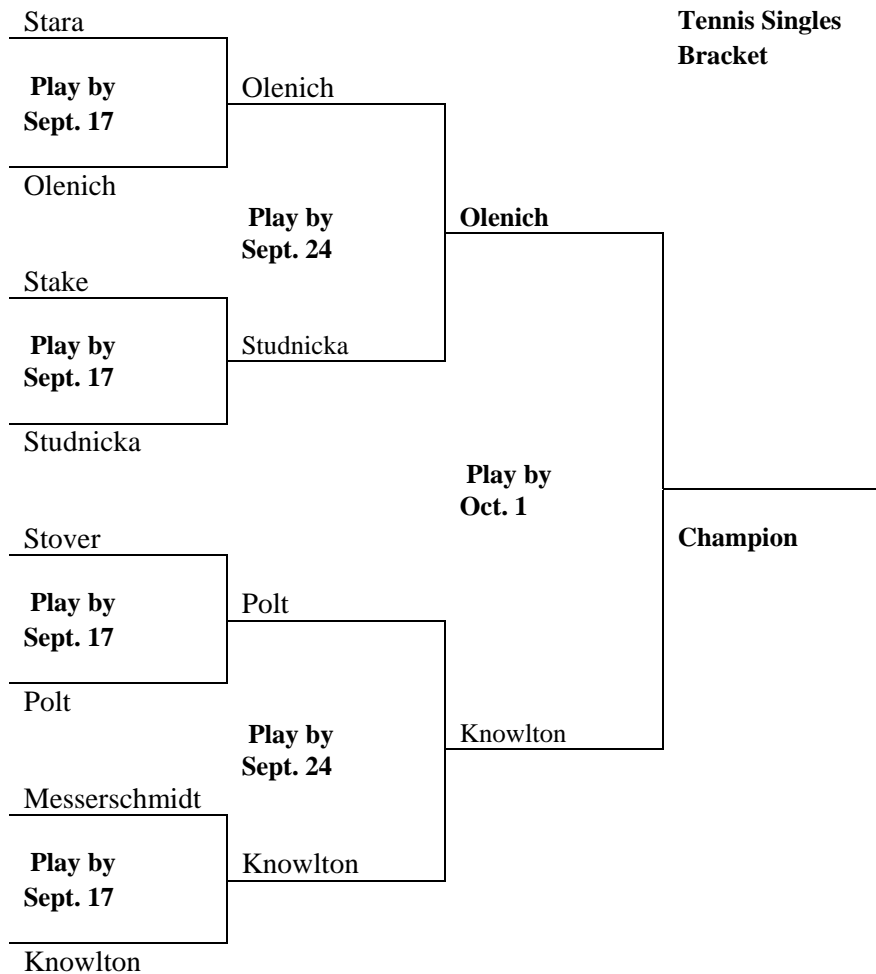 Stara
Tennis Singles
Bracket
Play by
Sept. 17
Olenich
Olenich
Play by
Sept. 24
Olenich
Stake
Play by
Sept. 17
Studnicka
Studnicka
Play by
Oct. 1
Champion
Stover
Play by
Sept. 17
Polt
Polt
Play by
Sept. 24
Knowlton
Messerschmidt
Play by
Sept. 17
Knowlton
Knowlton